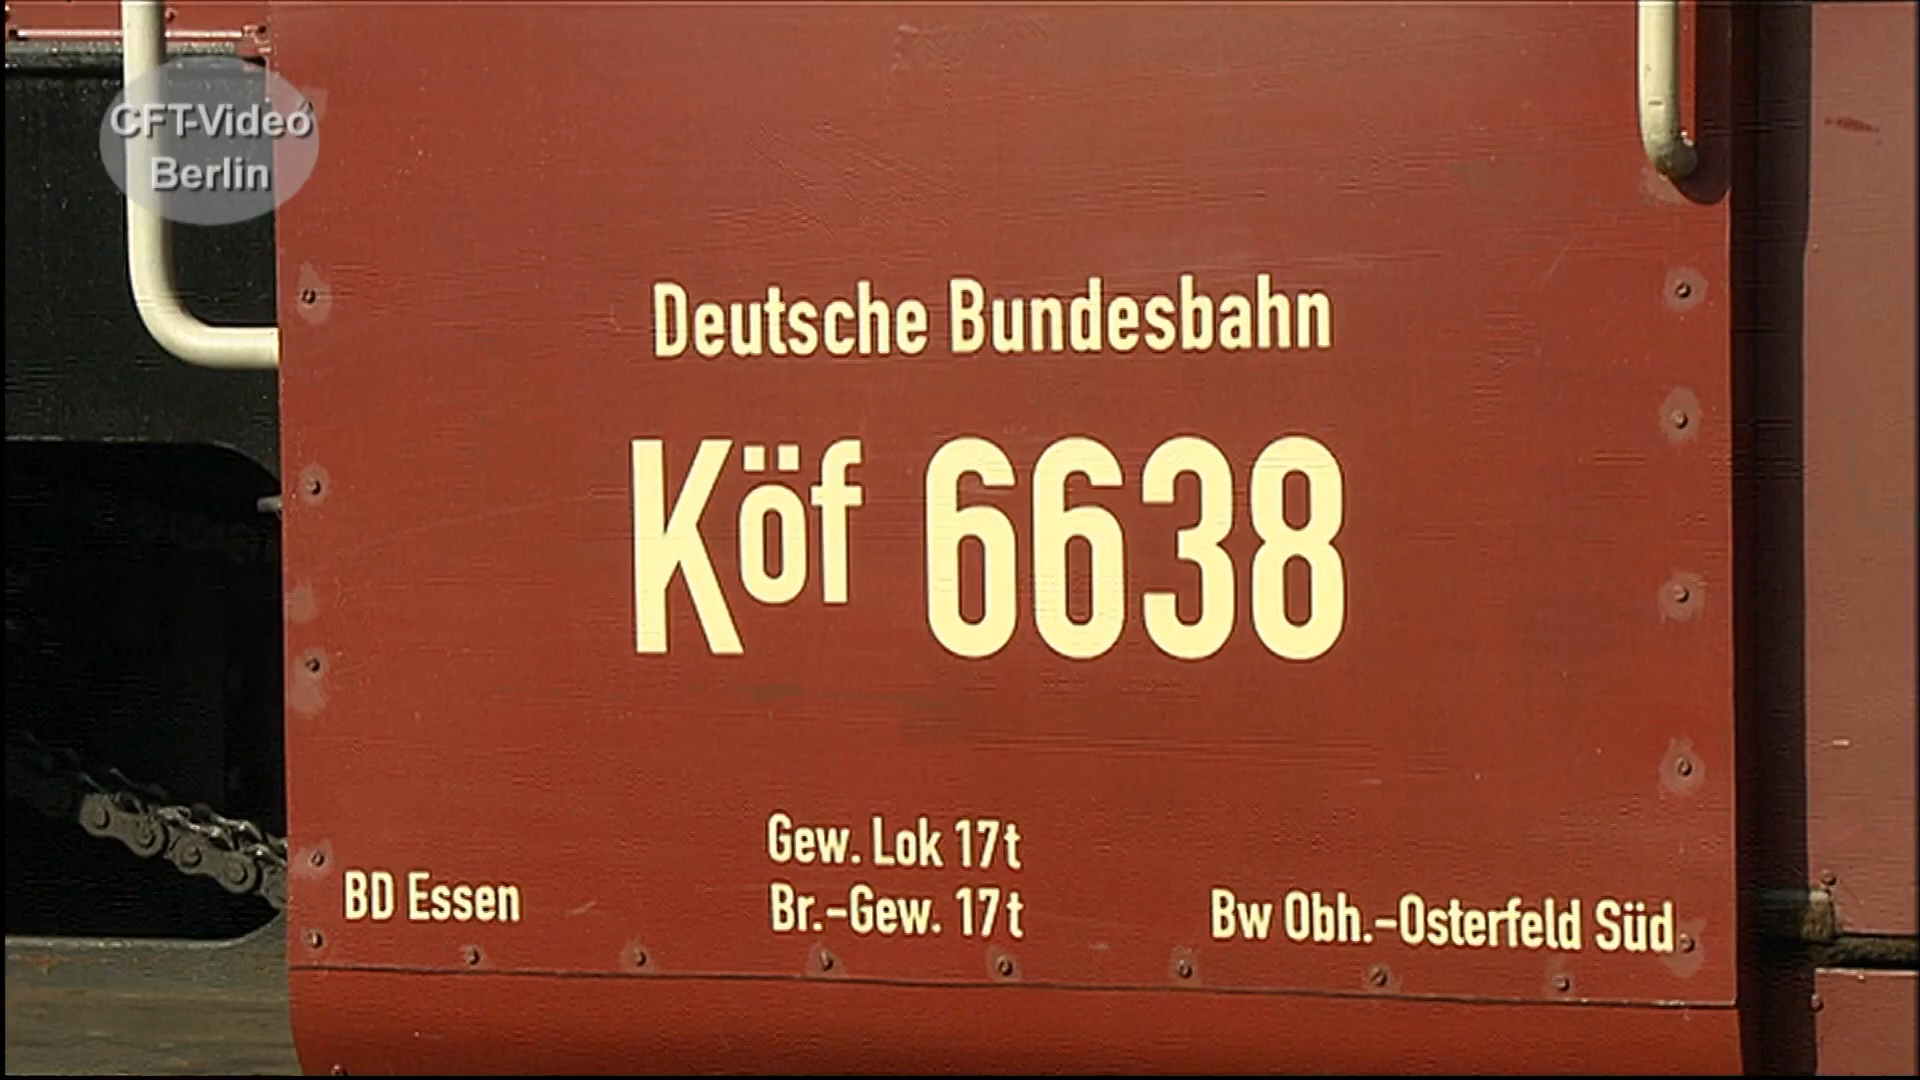 CFT-Video
Berlin
Deutsche Bundesbahn
Köf 6638
Gew. Lok 17t
Br.-Gew. 17t
BD Essen
Bw Obh.-Osterfeld Süd